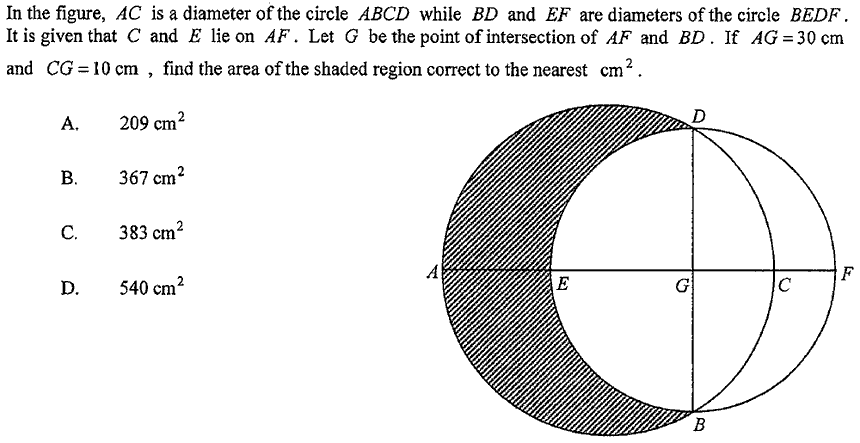 In the figure, AC is a diameter of the circle ABCD while BD and EF are diameters of the circle BEDF.
It is given that C and E lie on AF. Let G be the point of intersection of AF and BD. If AG = 30 cm
and CG = 10 cm, find the area of the shaded region correct to the nearest cm².
A. 209 cm²
B. 367 cm²
C. 383 cm²
D. 540 cm²
D
A
E
G
C
F
B